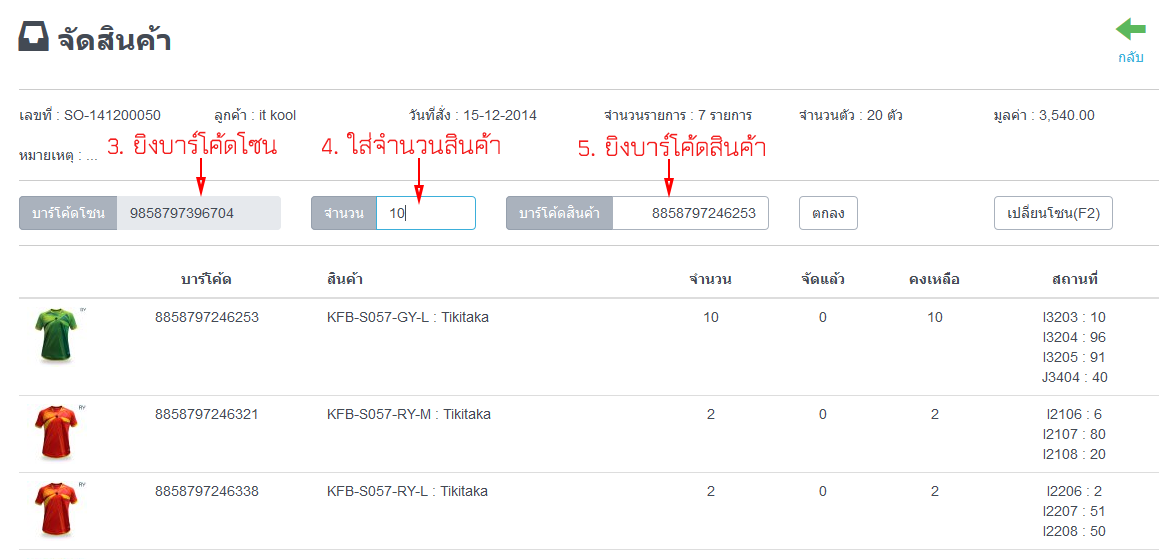 จัดสินค้า
กลับ
เลขที่ : SO-141200050 ลูกค้า : it kool วันที่สั่ง : 15-12-2014 จำนวนรายการ : 7 รายการ จำนวนตัว : 20 ตัว มูลค่า : 3,540.00
หมายเหตุ : ... 3. ยิงบาร์โค้ดโซน 4. ใส่จำนวนสินค้า 5. ยิงบาร์โค้ดสินค้า
บาร์โค้ดโซน 9858797396704 จำนวน 10 บาร์โค้ดสินค้า 8858797246253 ตกลง เปลี่ยนโซน(F2)
บาร์โค้ด สินค้า จำนวน จัดแล้ว คงเหลือ สถานที่
8858797246253 KFB-S057-GY-L : Tikitaka 10 0 10 I3203 : 10
I3204 : 96
I3205 : 91
J3404 : 40
RY
8858797246321 KFB-S057-RY-M : Tikitaka 2 0 2 I2106 : 6
I2107 : 80
I2108 : 20
RY
8858797246338 KFB-S057-RY-L : Tikitaka 2 0 2 I2206 : 2
I2207 : 51
I2208 : 50